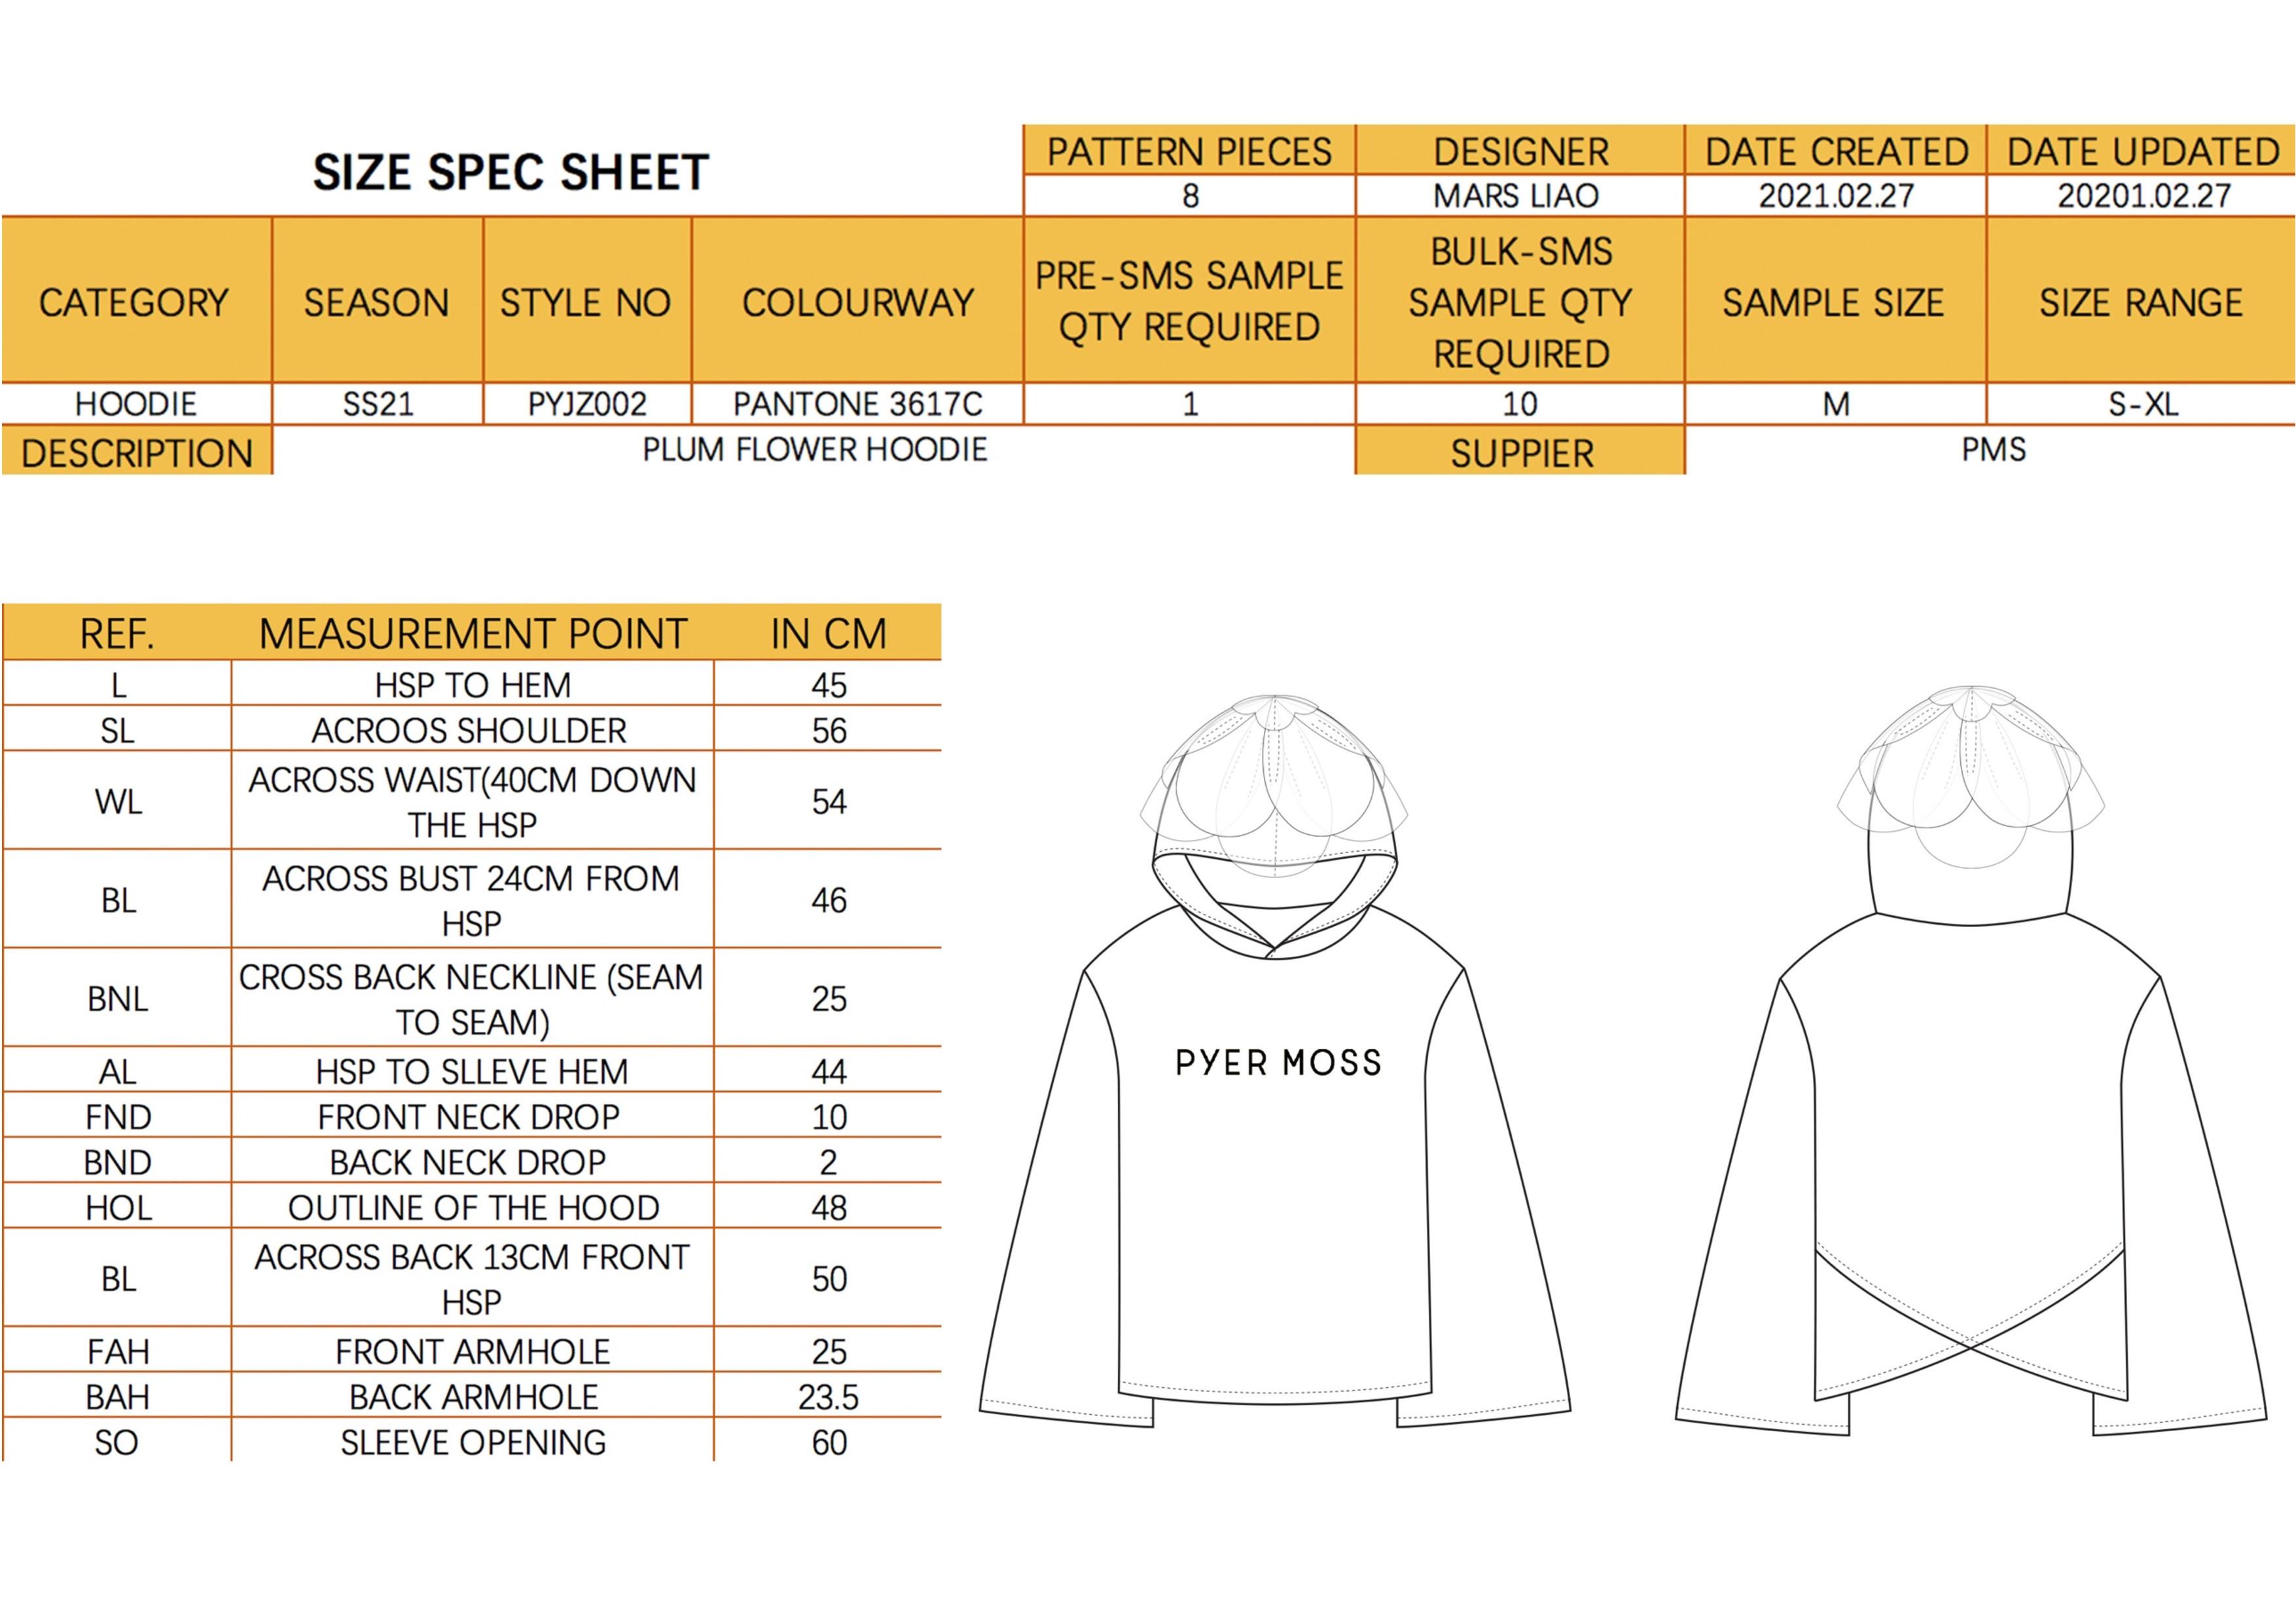 SIZE SPEC SHEET
PATTERN PIECES DESIGNER DATE CREATED DATE UPDATED
8 MARS LIAO 2021.02.27 20201.02.27
CATEGORY SEASON STYLE NO COLOURWAY PRE-SMS SAMPLE QTY REQUIRED BULK-SMS SAMPLE QTY REQUIRED SAMPLE SIZE SIZE RANGE
HOODIE SS21 PYJZ002 PANTONE 3617C 1 10 M S-XL
DESCRIPTION PLUM FLOWER HOODIE SUPPIER PMS
REF. MEASUREMENT POINT IN CM
L HSP TO HEM 45
SL ACROOS SHOULDER 56
WL ACROSS WAIST(40CM DOWN THE HSP 54
BL ACROSS BUST 24CM FROM HSP 46
BNL CROSS BACK NECKLINE (SEAM TO SEAM) 25
AL HSP TO SLLEVE HEM 44
FND FRONT NECK DROP 10
BND BACK NECK DROP 2
HOL OUTLINE OF THE HOOD 48
BL ACROSS BACK 13CM FRONT HSP 50
FAH FRONT ARMHOLE 25
BAH BACK ARMHOLE 23.5
SO SLEEVE OPENING 60
PYER MOSS